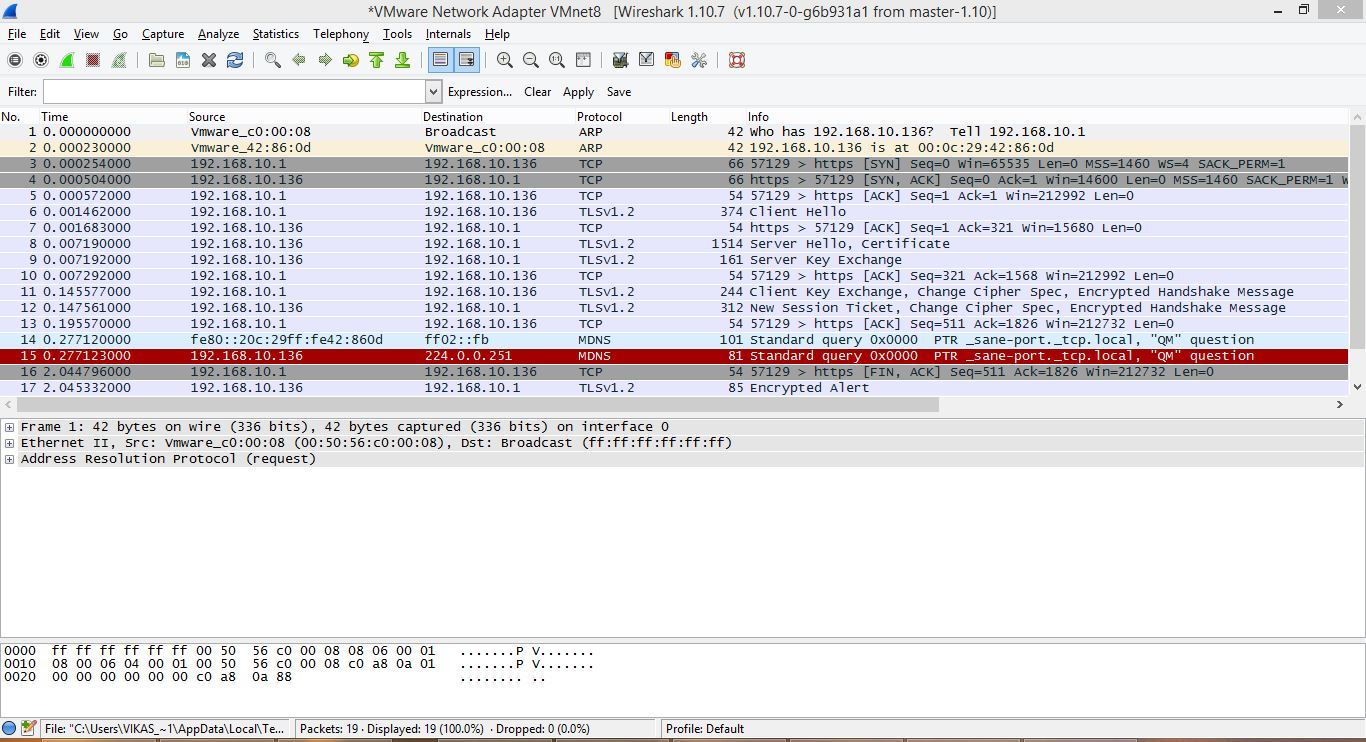 *VMware Network Adapter VMnet8 [Wireshark 1.10.7 (v1.10.7-0-g6b931a1 from master-1.10)]
File Edit View Go Capture Analyze Statistics Telephony Tools Internals Help
Filter: Expression... Clear Apply Save
No. Time Source Destination Protocol Length Info
1 0.000000000 Vmware_c0:00:08 Broadcast ARP 42 Who has 192.168.10.136? Tell 192.168.10.1
2 0.000230000 Vmware_42:86:0d Vmware_c0:00:08 ARP 42 192.168.10.136 is at 00:0c:29:42:86:0d
3 0.000254000 192.168.10.1 192.168.10.136 TCP 66 57129 > https [SYN] Seq=0 Win=65535 Len=0 MSS=1460 WS=4 SACK_PERM=1
4 0.000504000 192.168.10.136 192.168.10.1 TCP 66 https > 57129 [SYN, ACK] Seq=0 Ack=1 Win=14600 Len=0 MSS=1460 SACK_PERM=1 W
5 0.000572000 192.168.10.1 192.168.10.136 TCP 54 57129 > https [ACK] Seq=1 Ack=1 Win=212992 Len=0
6 0.001462000 192.168.10.1 192.168.10.136 TLSv1.2 374 Client Hello
7 0.001683000 192.168.10.136 192.168.10.1 TCP 54 https > 57129 [ACK] Seq=1 Ack=321 Win=15680 Len=0
8 0.007190000 192.168.10.136 192.168.10.1 TLSv1.2 1514 Server Hello, Certificate
9 0.007192000 192.168.10.136 192.168.10.1 TLSv1.2 161 Server Key Exchange
10 0.007292000 192.168.10.1 192.168.10.136 TCP 54 57129 > https [ACK] Seq=321 Ack=1568 Win=212992 Len=0
11 0.145577000 192.168.10.1 192.168.10.136 TLSv1.2 244 Client Key Exchange, Change Cipher Spec, Encrypted Handshake Message
12 0.147561000 192.168.10.136 192.168.10.1 TLSv1.2 312 New Session Ticket, Change Cipher Spec, Encrypted Handshake Message
13 0.195570000 192.168.10.1 192.168.10.136 TCP 54 57129 > https [ACK] Seq=511 Ack=1826 Win=212732 Len=0
14 0.277120000 fe80::20c:29ff:fe42:860d ff02::fb MDNS 101 Standard query 0x0000 PTR _sane-port._tcp.local, "QM" question
15 0.277123000 192.168.10.136 224.0.0.251 MDNS 81 Standard query 0x0000 PTR _sane-port._tcp.local, "QM" question
16 2.044796000 192.168.10.1 192.168.10.136 TCP 54 57129 > https [FIN, ACK] Seq=511 Ack=1826 Win=212732 Len=0
17 2.045332000 192.168.10.136 192.168.10.1 TLSv1.2 85 Encrypted Alert
Frame 1: 42 bytes on wire (336 bits), 42 bytes captured (336 bits) on interface 0
Ethernet II, Src: Vmware_c0:00:08 (00:50:56:c0:00:08), Dst: Broadcast (ff:ff:ff:ff:ff:ff)
Address Resolution Protocol (request)
0000 ff ff ff ff ff ff 00 50 56 c0 00 08 08 06 00 01 .......P V.......
0010 08 00 06 04 00 01 00 50 56 c0 00 08 c0 a8 0a 01 .......P V.......
0020 00 00 00 00 00 00 c0 a8 0a 88 ........ ..
File: "C:\Users\VIKAS_~1\AppData\Local\Te... Packets: 19 · Displayed: 19 (100.0%) · Dropped: 0 (0.0%) Profile: Default